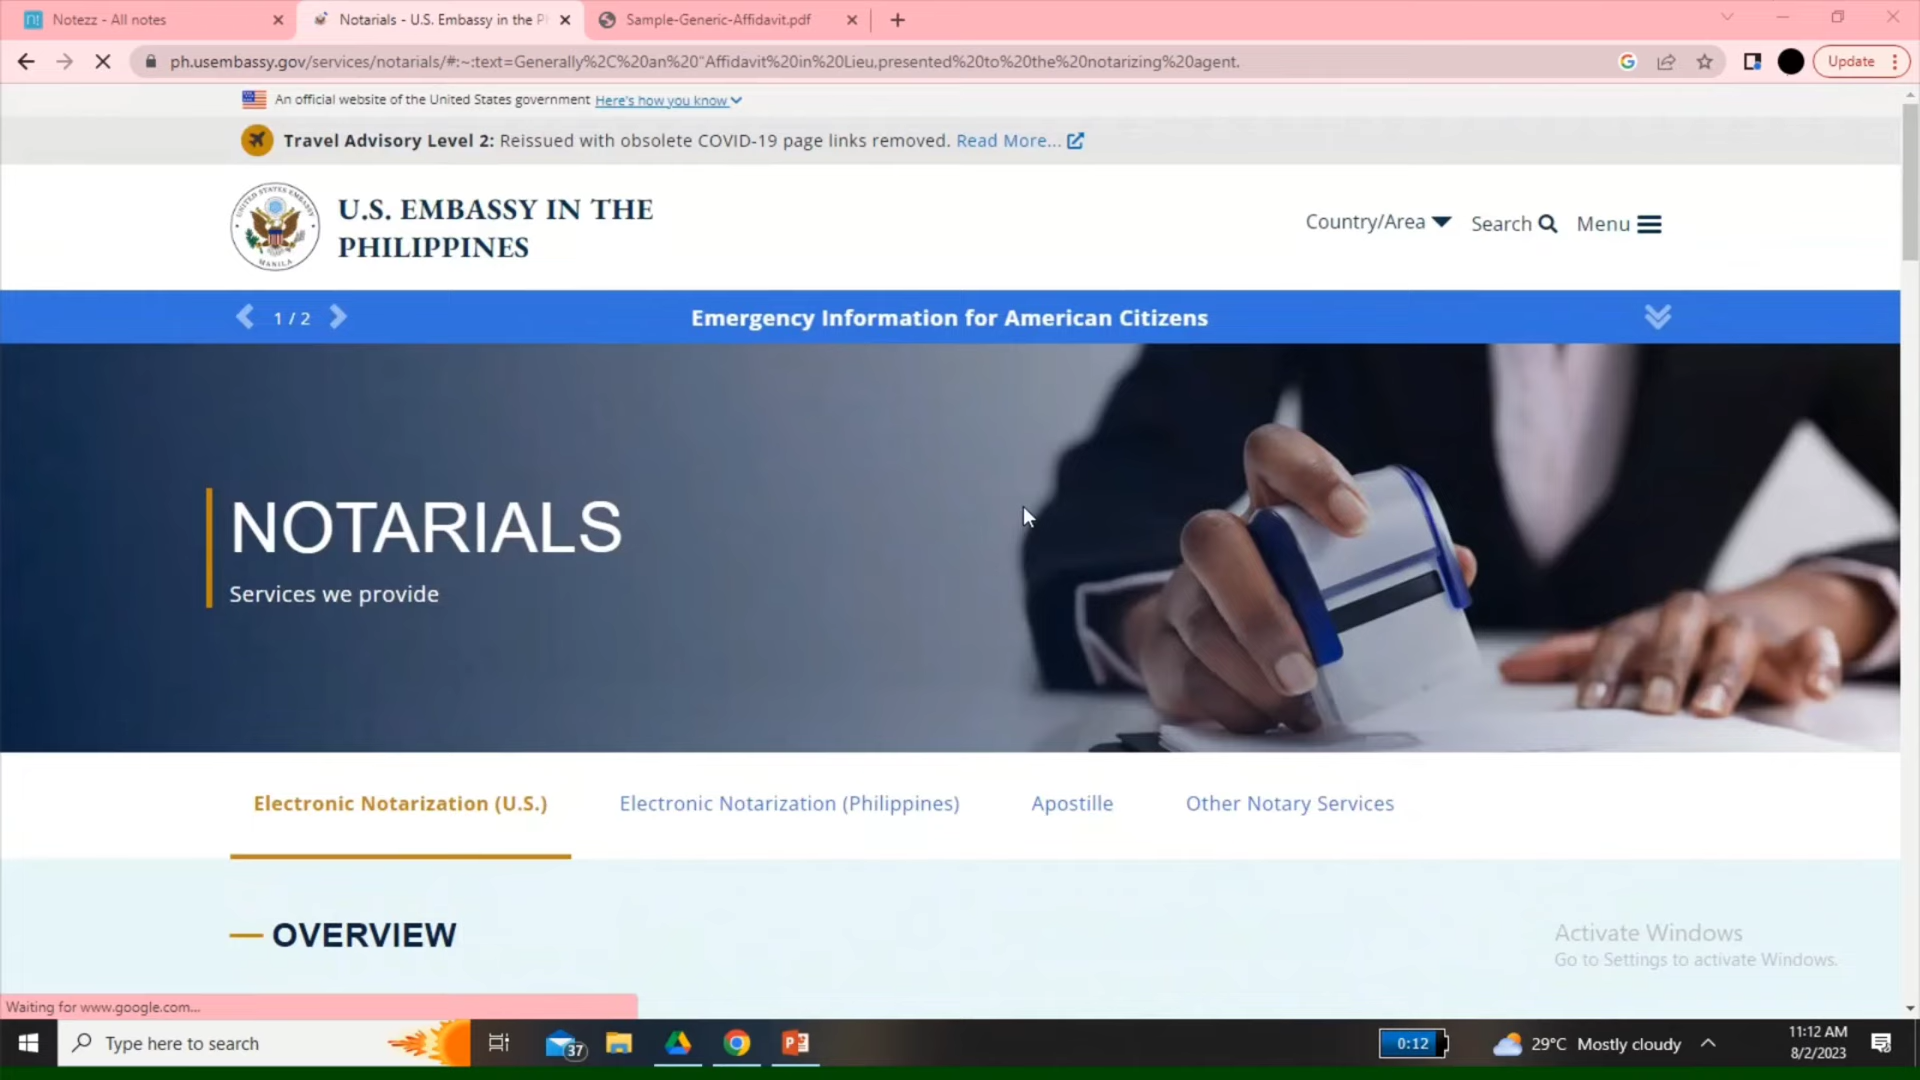 Notezz - All notes
Notarials - U.S. Embassy in the P
Sample-Generic-Affidavit.pdf
ph.usembassy.gov/services/notarials/#:~:text=Generally%2C%20an%20"Affidavit%20in%20Lieu,presented%20to%20the%20notarizing%20agent.
Update
An official website of the United States government Here's how you know
Travel Advisory Level 2: Reissued with obsolete COVID-19 page links removed. Read More...
UNITED STATES EMBASSY
MANILA
U.S. EMBASSY IN THE
PHILIPPINES
Country/Area
Search
Menu
1 / 2
Emergency Information for American Citizens
NOTARIALS
Services we provide
Electronic Notarization (U.S.)
Electronic Notarization (Philippines)
Apostille
Other Notary Services
OVERVIEW
Activate Windows
Go to Settings to activate Windows.
Waiting for www.google.com...
Type here to search
37
0:12
29°C Mostly cloudy
11:12 AM
8/2/2023